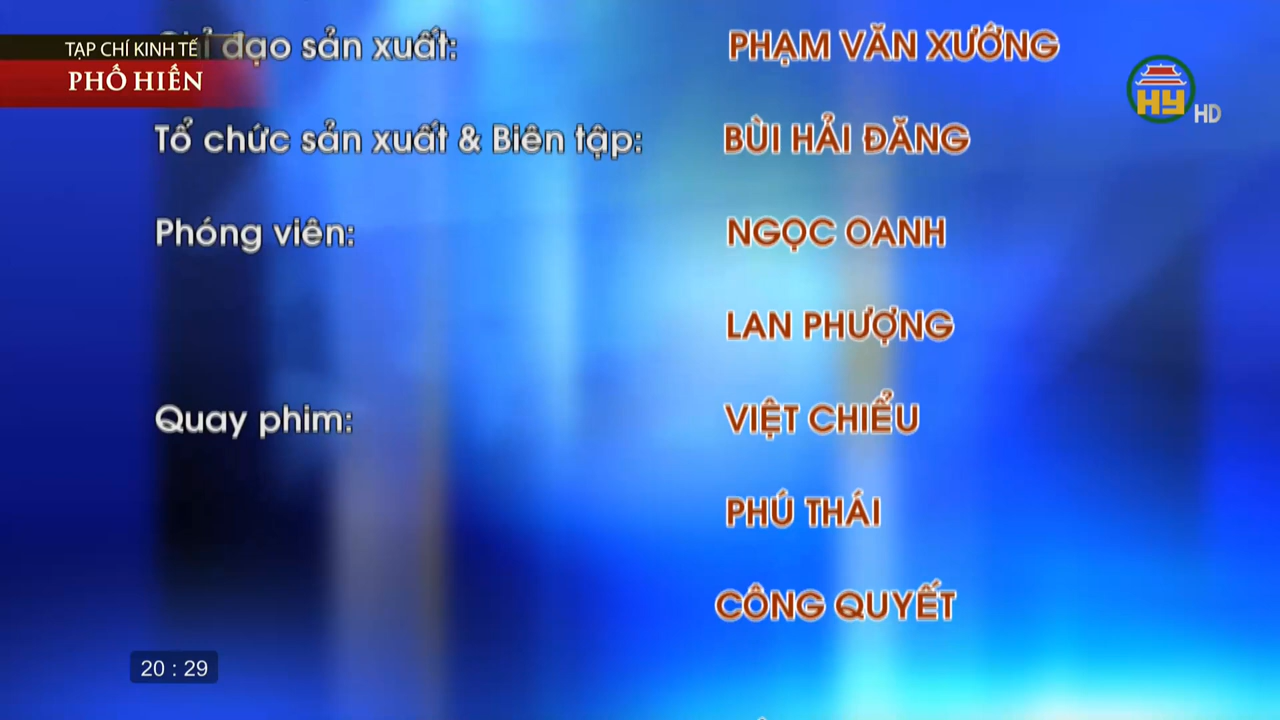 Chỉ đạo sản xuất: PHẠM VĂN XƯỚNG
TẠP CHÍ KINH TẾ
PHỐ HIẾN
HY HD
Tổ chức sản xuất & Biên tập: BÙI HẢI ĐĂNG
Phóng viên: NGỌC OANH
LAN PHƯỢNG
Quay phim: VIỆT CHIỂU
PHÚ THÁI
CÔNG QUYẾT
20 : 29